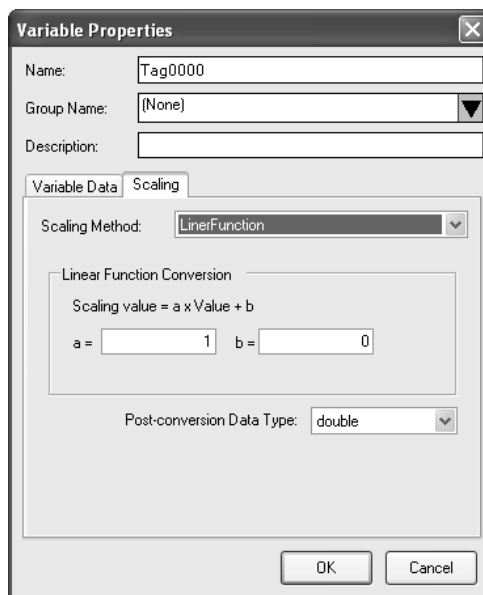 Variable Properties
Name: Tag0000
Group Name: (None)
Description:
Variable Data Scaling
Scaling Method: LinerFunction
Linear Function Conversion
Scaling value = a x Value + b
a = 1 b = 0
Post-conversion Data Type: double
OK Cancel